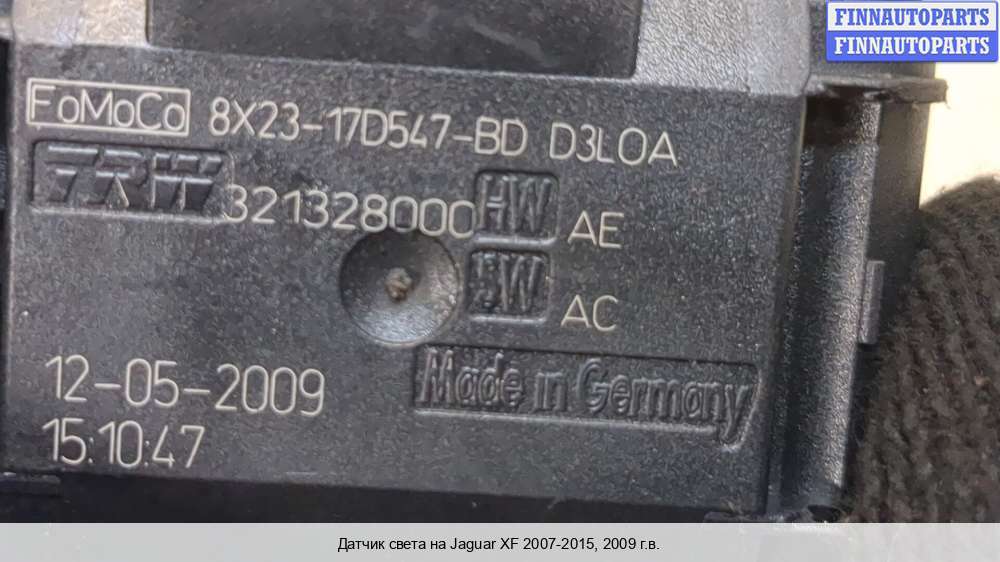 FINNAUTOPARTS
FINNAUTOPARTS
FoMoCo 8X23-17D547-BD D3LOA
TRW 321328000 HW AE
SW AC
12-05-2009
Made in Germany
15:10:47
Датчик света на Jaguar XF 2007-2015, 2009 г.в.